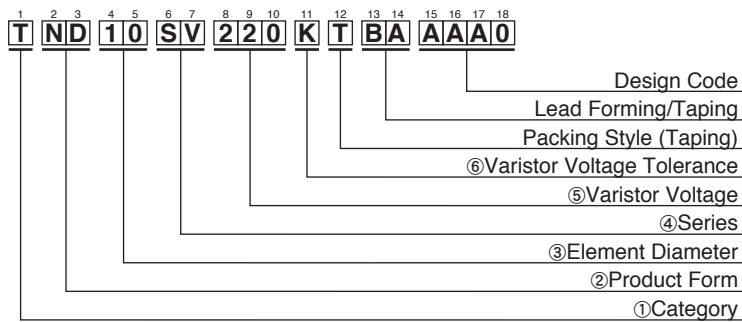 1 2 3 4 5 6 7 8 9 10 11 12 13 14 15 16 17 18
T ND 10 SV 220 K T BA AAA0
Design Code
Lead Forming/Taping
Packing Style (Taping)
⑥Varistor Voltage Tolerance
⑤Varistor Voltage
④Series
③Element Diameter
②Product Form
①Category